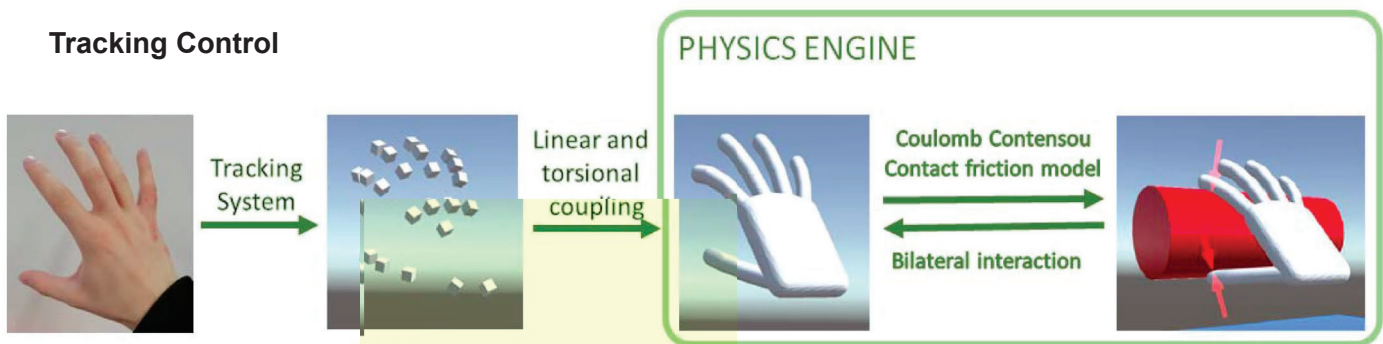 Tracking Control
PHYSICS ENGINE
Tracking
System
Linear and
torsional
coupling
Coulomb Contensou
Contact friction model
Bilateral interaction